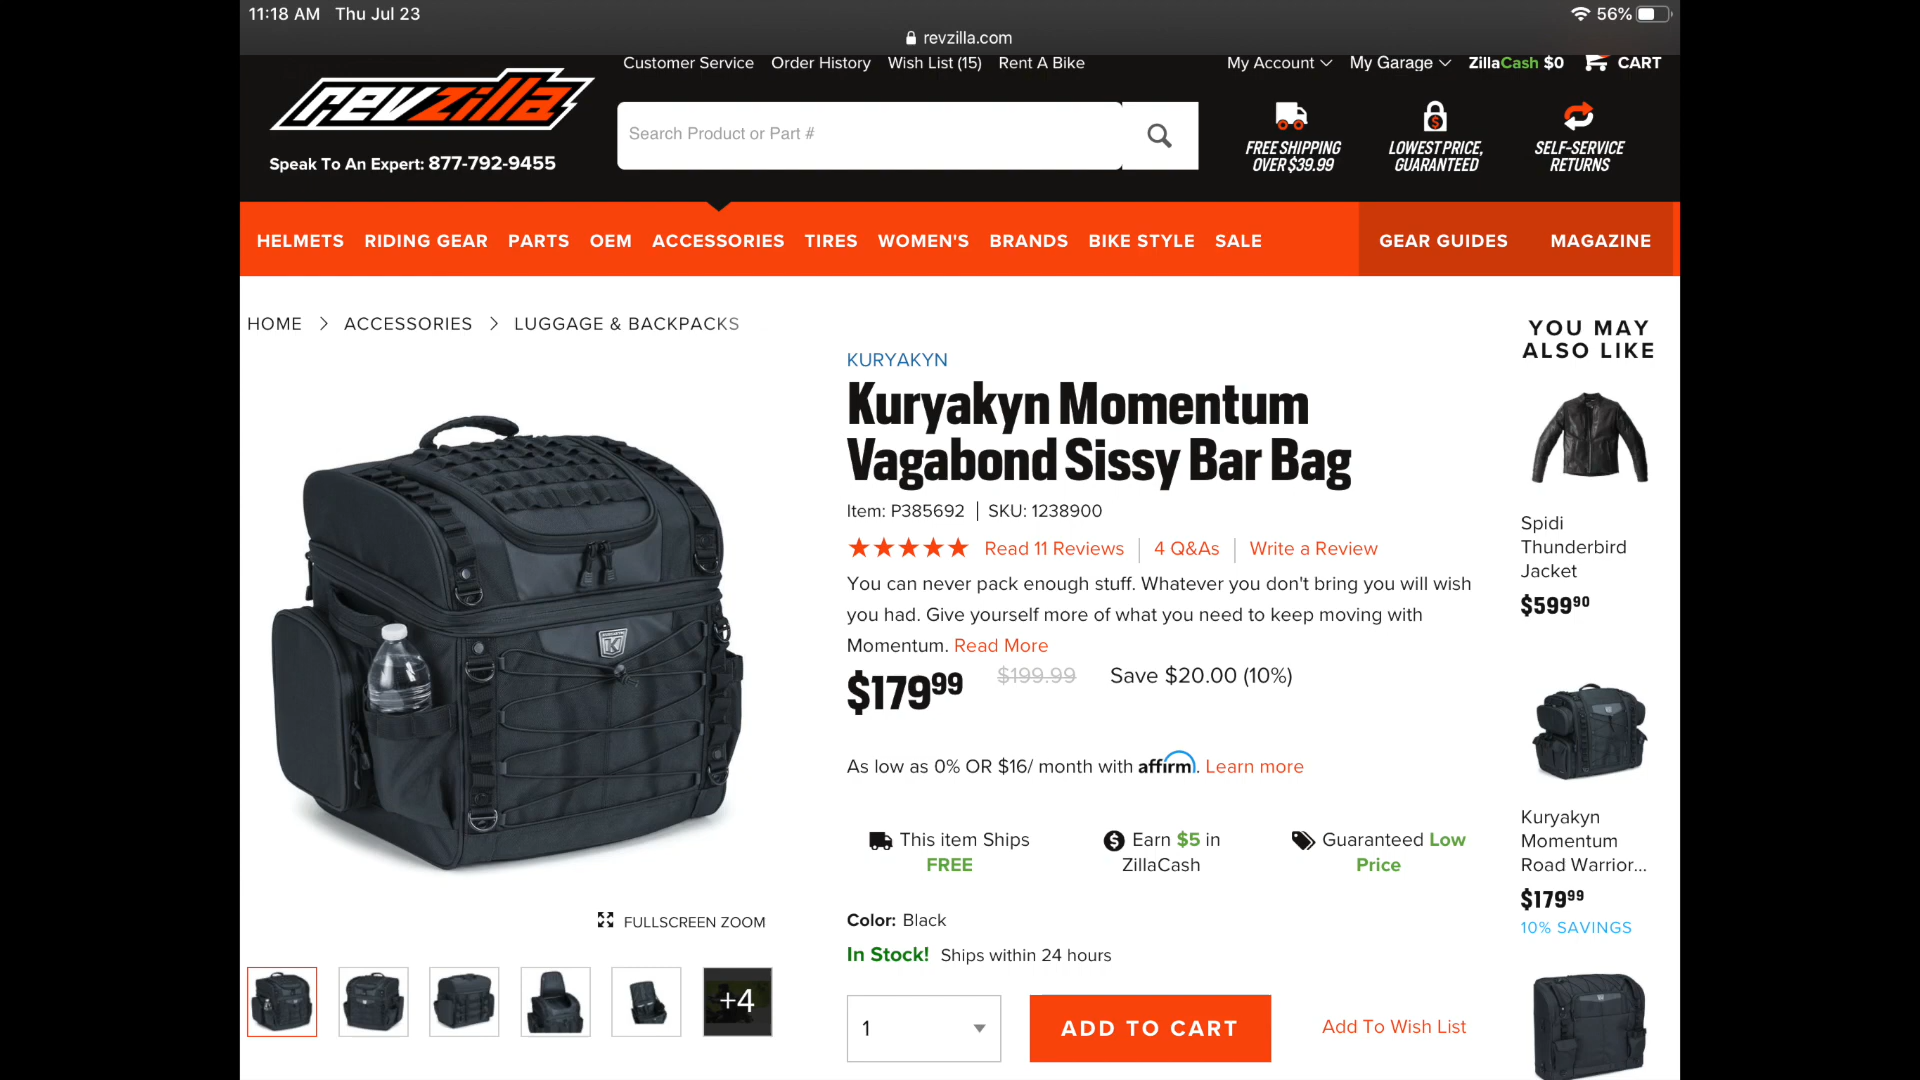 11:18 AM Thu Jul 23
56%
revzilla.com
Customer Service Order History Wish List (15) Rent A Bike
My Account My Garage ZillaCash $0 CART
revzilla
Search Product or Part #
Speak To An Expert: 877-792-9455
FREE SHIPPING
OVER $39.99
LOWEST PRICE,
GUARANTEED
SELF-SERVICE
RETURNS
HELMETS RIDING GEAR PARTS OEM ACCESSORIES TIRES WOMEN'S BRANDS BIKE STYLE SALE GEAR GUIDES MAGAZINE
HOME > ACCESSORIES > LUGGAGE & BACKPACKS
KURYAKYN
Kuryakyn Momentum
Vagabond Sissy Bar Bag
Item: P385692 | SKU: 1238900
Read 11 Reviews | 4 Q&As | Write a Review
You can never pack enough stuff. Whatever you don't bring you will wish
you had. Give yourself more of what you need to keep moving with
Momentum. Read More
$179.99 $199.99 Save $20.00 (10%)
As low as 0% OR $16/ month with affirm. Learn more
This item Ships
FREE
Earn $5 in
ZillaCash
Guaranteed Low
Price
Color: Black
In Stock! Ships within 24 hours
1
ADD TO CART
Add To Wish List
FULLSCREEN ZOOM
+4
YOU MAY
ALSO LIKE
Spidi
Thunderbird
Jacket
$599.90
Kuryakyn
Momentum
Road Warrior...
$179.99
10% SAVINGS